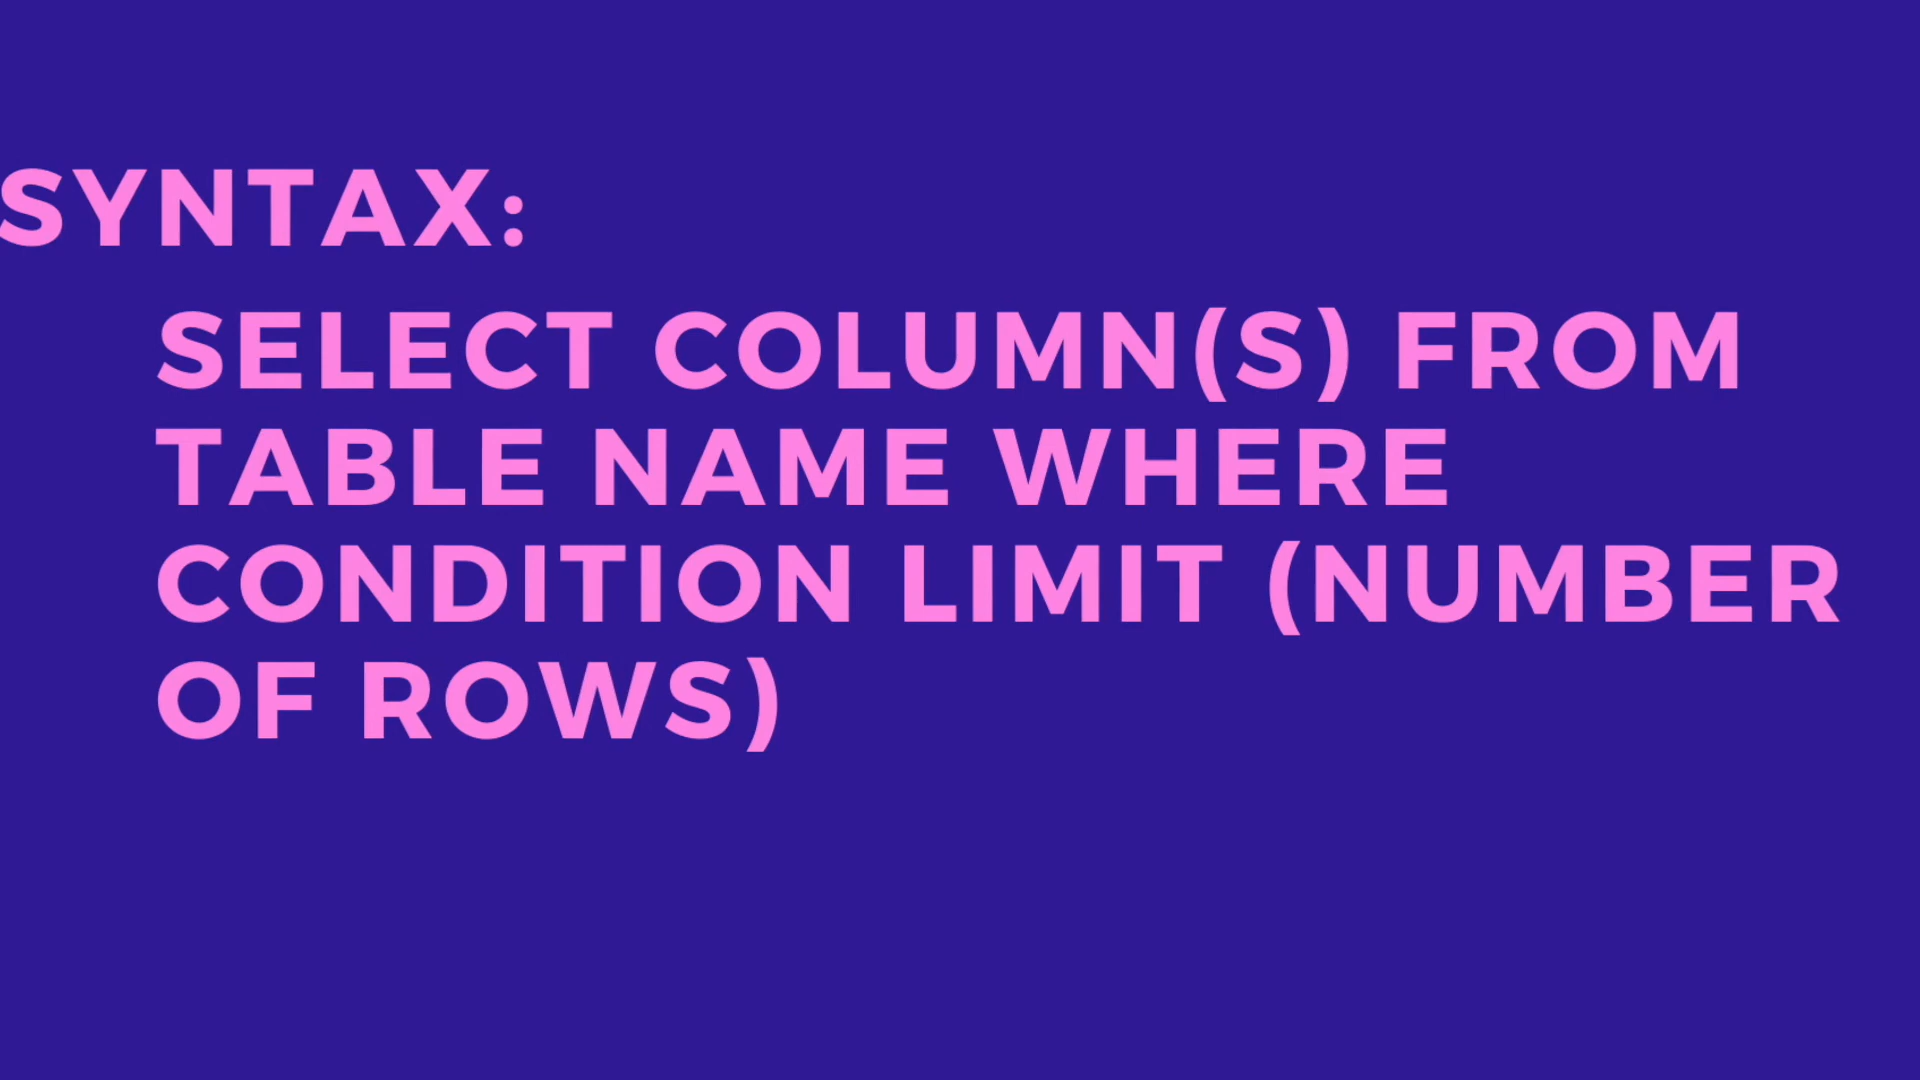 SYNTAX:
SELECT COLUMN(S) FROM
TABLE NAME WHERE
CONDITION LIMIT (NUMBER
OF ROWS)